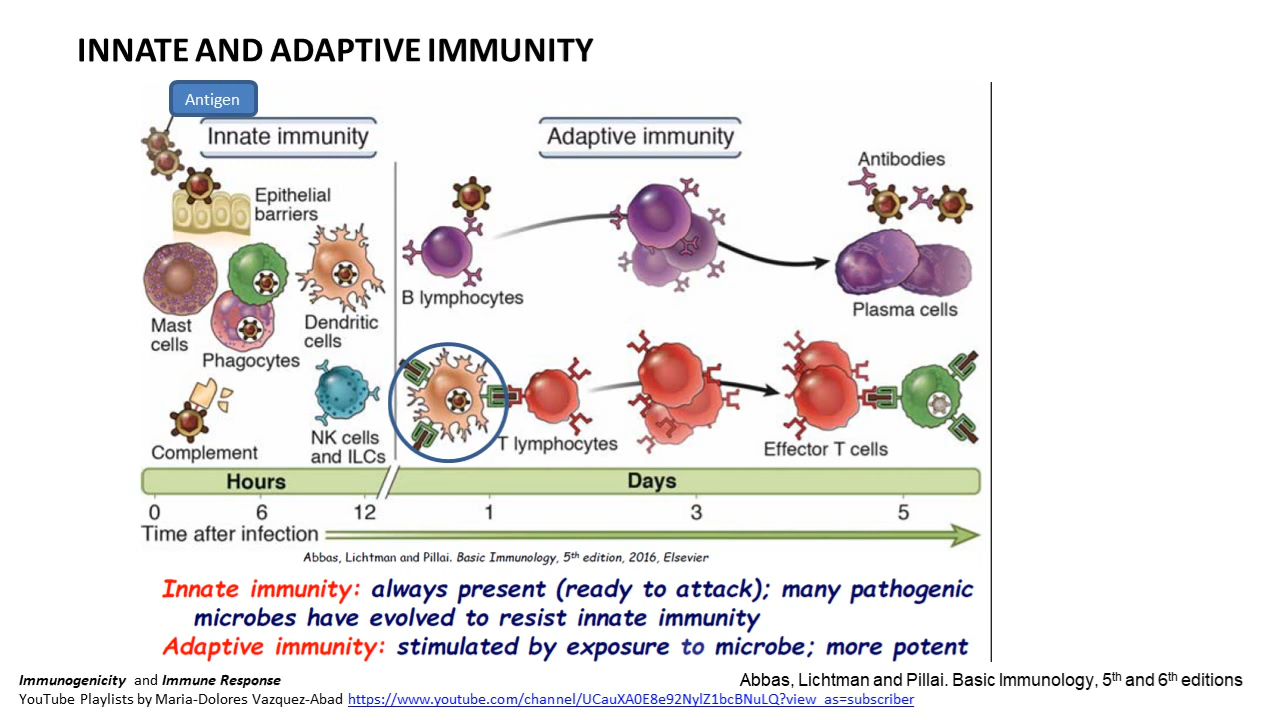 INNATE AND ADAPTIVE IMMUNITY
Antigen
Innate immunity
Adaptive immunity
Epithelial
barriers
Mast
cells
Phagocytes
Dendritic
cells
Complement
NK cells
and ILCs
B lymphocytes
Antibodies
Plasma cells
T lymphocytes
Effector T cells
Hours
Days
0 6 12 1 3 5
Time after infection
Abbas, Lichtman and Pillai. Basic Immunology, 5th edition, 2016, Elsevier
Innate immunity: always present (ready to attack); many pathogenic
microbes have evolved to resist innate immunity
Adaptive immunity: stimulated by exposure to microbe; more potent
Immunogenicity and Immune Response
Abbas, Lichtman and Pillai. Basic Immunology, 5th and 6th editions
YouTube Playlists by Maria-Dolores Vazquez-Abad https://www.youtube.com/channel/UCauXA0E8e92NylZ1bcBNuLQ?view_as=subscriber